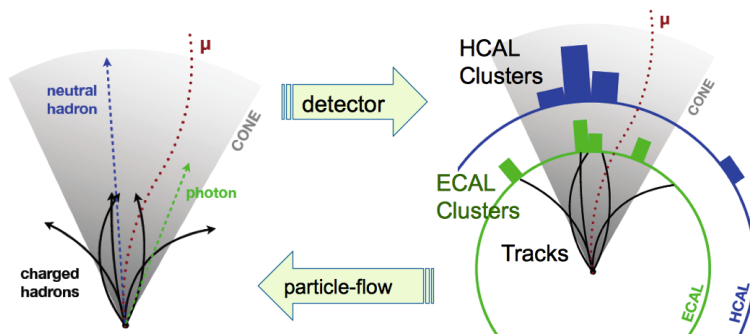 μ
neutral
hadron
CONE
photon
charged
hadrons
detector
particle-flow
μ
HCAL
Clusters
CONE
ECAL
Clusters
Tracks
ECAL
HCAL